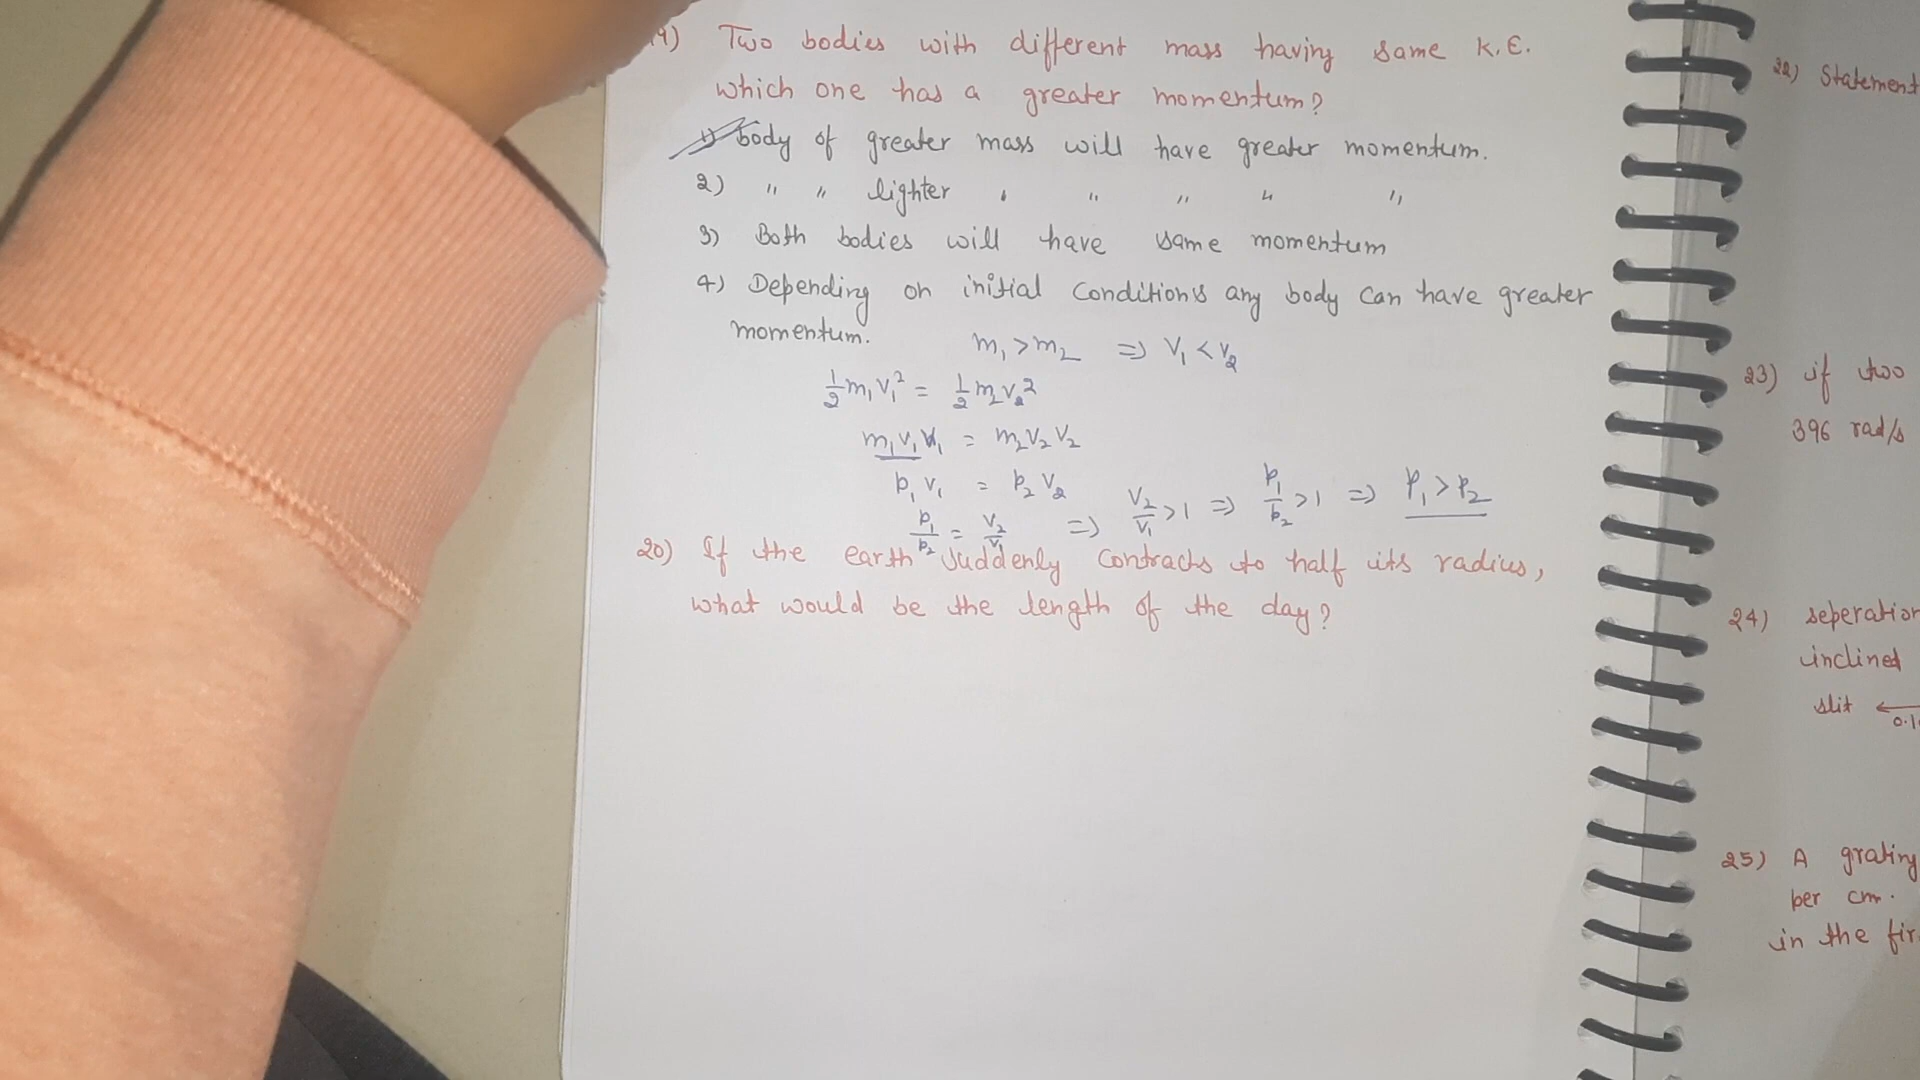 19) Two bodies with different mass having same K.E.
which one has a greater momentum?
1) body of greater mass will have greater momentum.
2) " " lighter " " " " "
3) Both bodies will have same momentum
4) Depending on initial conditions any body can have greater
momentum.
m₁ > m₂ ⇒ v₁ < v₂
½ m₁v₁² = ½ m₂v₂²
m₁v₁v₁ = m₂v₂v₂
p₁v₁ = p₂v₂
p₁/p₂ = v₂/v₁ ⇒ v₂/v₁ > 1 ⇒ p₁/p₂ > 1 ⇒ p₁ > p₂
20) If the earth suddenly contracts to half its radius,
what would be the length of the day?
22) Statement
23) if two
396 rad/s
24) seperation
inclined
slit
25) A grating
per cm.
in the